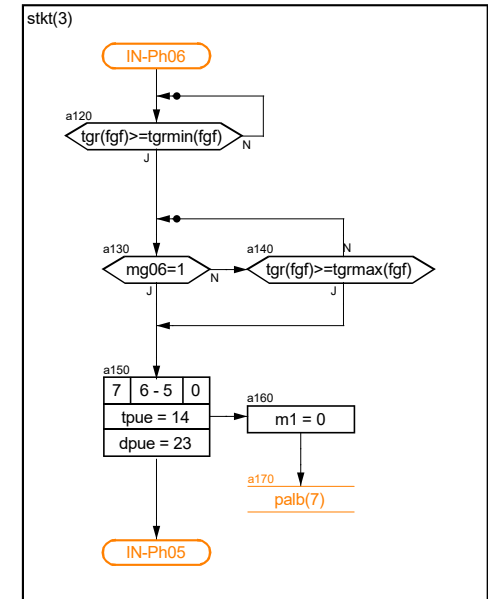 stkt(3)
IN-Ph06
a120
tgr(fgf)>=tgrmin(fgf)
N
J
a130
mg06=1
N
J
a140
N
tgr(fgf)>=tgrmax(fgf)
J
a150
7 6 - 5 0
tpue = 14
dpue = 23
a160
m1 = 0
a170
palb(7)
IN-Ph05